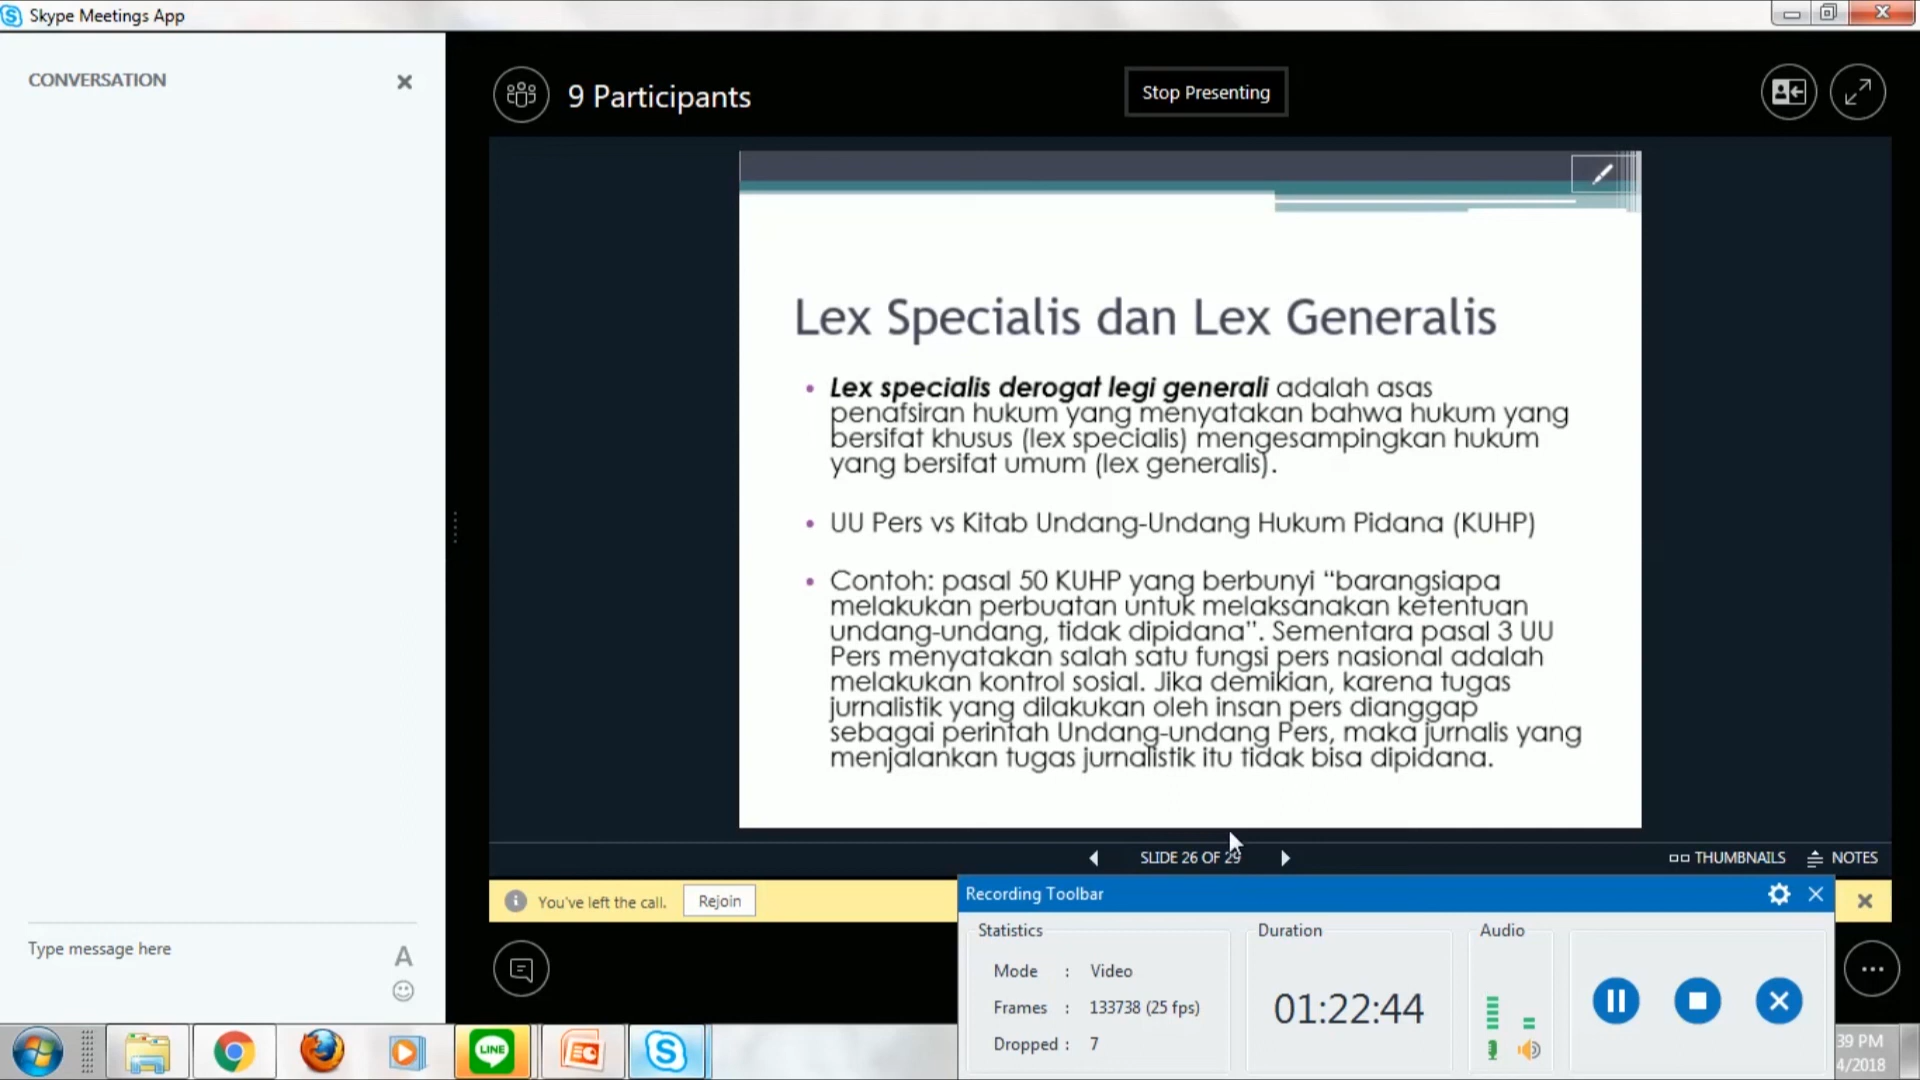 Skype Meetings App
CONVERSATION
9 Participants
Stop Presenting
Lex Specialis dan Lex Generalis
• Lex specialis derogat legi generali adalah asas
penafsiran hukum yang menyatakan bahwa hukum yang
bersifat khusus (lex specialis) mengesampingkan hukum
yang bersifat umum (lex generalis).
• UU Pers vs Kitab Undang-Undang Hukum Pidana (KUHP)
• Contoh: pasal 50 KUHP yang berbunyi “barangsiapa
melakukan perbuatan untuk melaksanakan ketentuan
undang-undang, tidak dipidana”. Sementara pasal 3 UU
Pers menyatakan salah satu fungsi pers nasional adalah
melakukan kontrol sosial. Jika demikian, karena tugas
jurnalistik yang dilakukan oleh insan pers dianggap
sebagai perintah Undang-undang Pers, maka jurnalis yang
menjalankan tugas jurnalistik itu tidak bisa dipidana.
SLIDE 26 OF 29
THUMBNAILS
NOTES
You've left the call.
Rejoin
Recording Toolbar
Statistics
Mode : Video
Frames : 133738 (25 fps)
Dropped : 7
Duration
01:22:44
Audio
Type message here
A
LINE
39 PM
4/2018